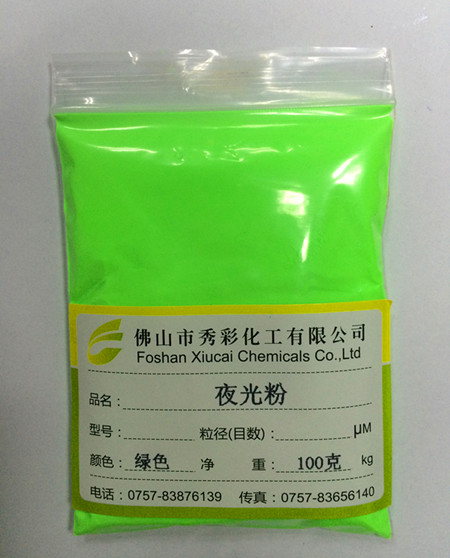 佛山市秀彩化工有限公司
Foshan Xiucai Chemicals Co.,Ltd
品名: 夜光粉
型号: 粒径(目数): μM
颜色: 绿色 净 重: 100克 kg
电话: 0757-83876139 传真: 0757-83656140